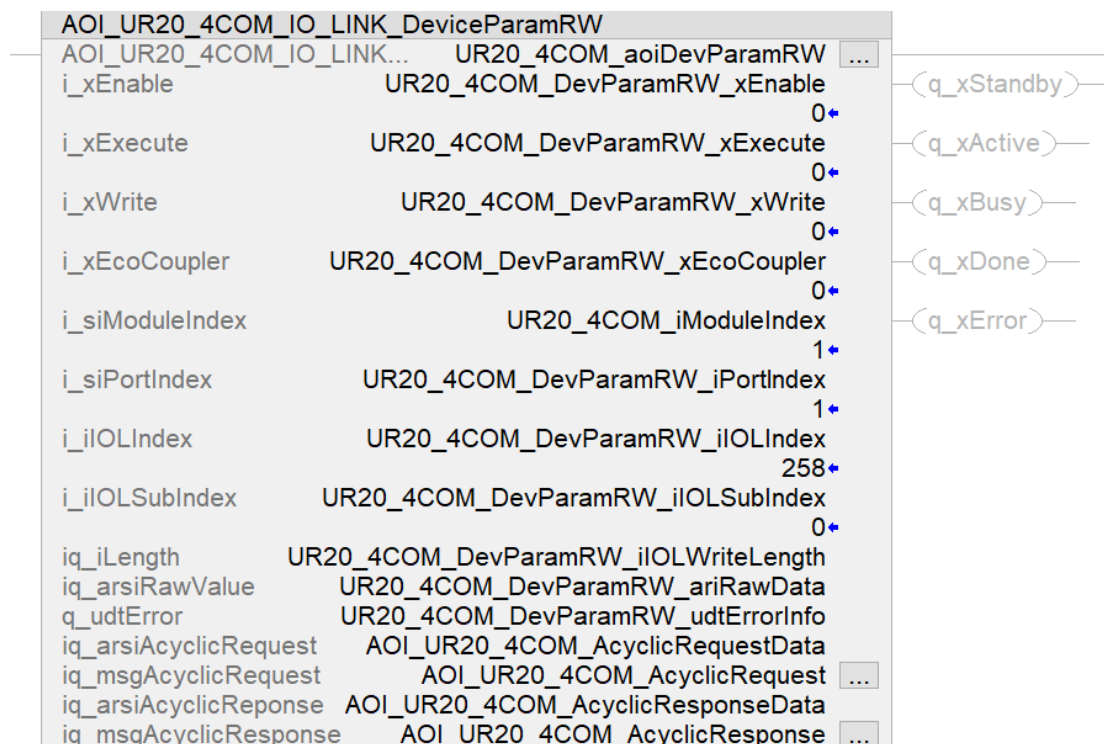 AOI_UR20_4COM_IO_LINK_DeviceParamRW
AOI_UR20_4COM_IO_LINK... UR20_4COM_aoiDevParamRW ...
i_xEnable UR20_4COM_DevParamRW_xEnable (q_xStandby)
0
i_xExecute UR20_4COM_DevParamRW_xExecute (q_xActive)
0
i_xWrite UR20_4COM_DevParamRW_xWrite (q_xBusy)
0
i_xEcoCoupler UR20_4COM_DevParamRW_xEcoCoupler (q_xDone)
0
i_siModuleIndex UR20_4COM_iModuleIndex (q_xError)
1
i_siPortIndex UR20_4COM_DevParamRW_iPortIndex
1
i_iIOLIndex UR20_4COM_DevParamRW_iIOLIndex
258
i_iIOLSubIndex UR20_4COM_DevParamRW_iIOLSubIndex
0
iq_iLength UR20_4COM_DevParamRW_iIOLWriteLength
iq_arsiRawValue UR20_4COM_DevParamRW_ariRawData
q_udtError UR20_4COM_DevParamRW_udtErrorInfo
iq_arsiAcyclicRequest AOI_UR20_4COM_AcyclicRequestData
iq_msgAcyclicRequest AOI_UR20_4COM_AcyclicRequest ...
iq_arsiAcyclicReponse AOI_UR20_4COM_AcyclicResponseData
iq_msgAcyclicResponse AOI_UR20_4COM_AcyclicResponse ...